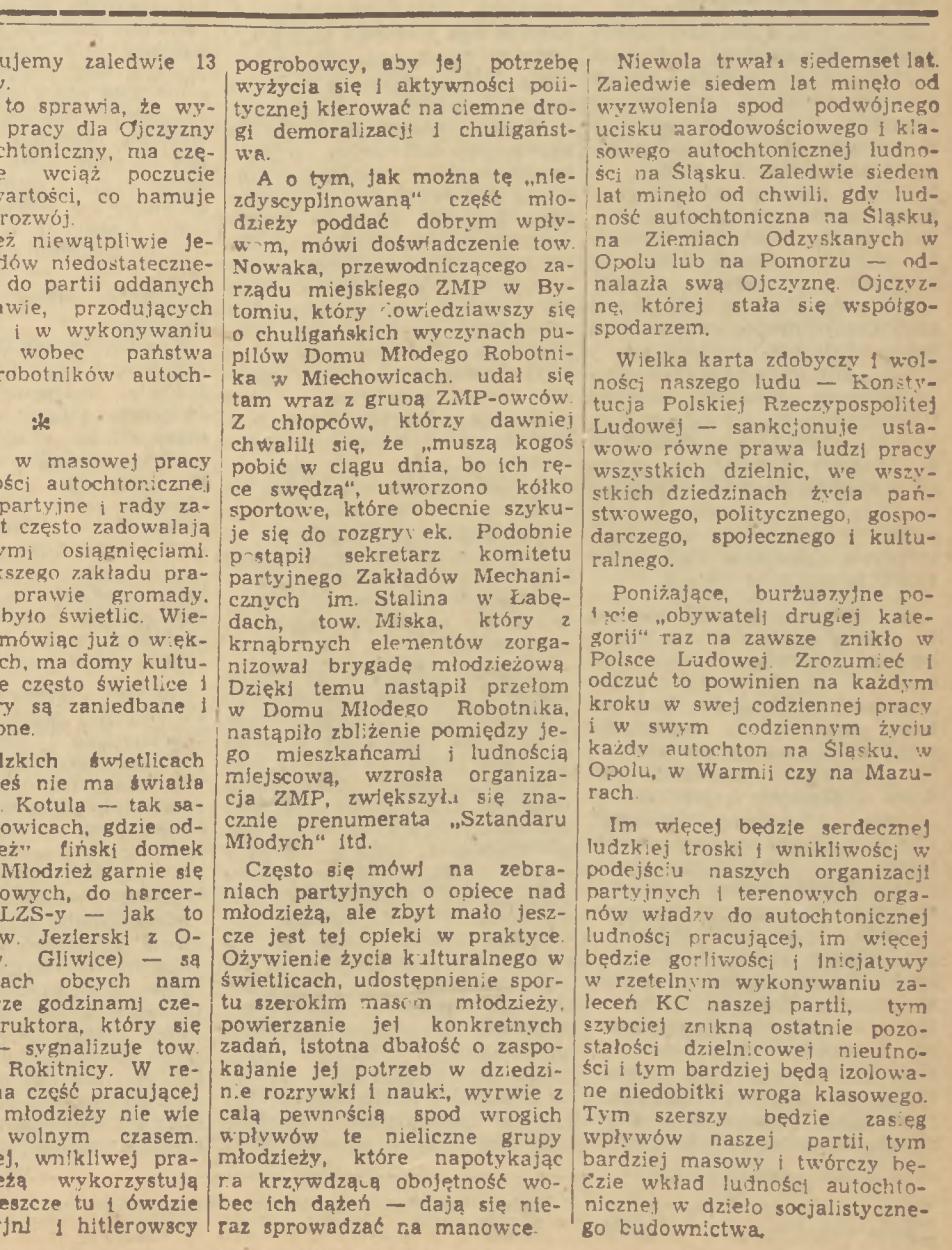 ujemy zaledwie 13
y.
to sprawia, że wy-
pracy dla Ojczyzny
chtoniczny, ma czę-
e wciąż poczucie
wartości, co hamuje
rozwój.
eż niewątpliwie je-
dów niedostateczne-
do partii oddanych
awie, przodujących
i w wykonywaniu
wobec państwa
robotników autoch-
*
w masowej pracy
ości autochtonicznej
partyjne i rady za-
t często zadowalają
ymi osiągnięciami.
kszego zakładu pra-
prawie gromady,
było świetlic. Wie-
mówiąc już o więk-
ch, ma domy kultu-
e często świetlice i
ry są zaniedbane i
one.
dzkich świetlicach
eś nie ma światła
. Kotula — tak sa-
owicach, gdzie od-
eż" fiński domek
Młodzież garnie się
owych, do harcer-
LZS-y — jak to
w. Jezierski z O-
y. Gliwice) — są
ach obcych nam
rze godzinami cze-
ruktora, który się
— sygnalizuje tow.
Rokitnicy. W re-
na część pracującej
młodzieży nie wie
wolnym czasem.
ej, wnikliwej pra-
eżą wykorzystują
eszcze tu i ówdzie
yjni i hitlerowscy
pogrobowcy, aby jej potrzebę
wyżycia się i aktywności poli-
tycznej kierować na ciemne dro-
gi demoralizacji i chuligańst-
wa.
A o tym, jak można tę „nie-
zdyscyplinowaną" część mło-
dzieży poddać dobrym wpły-
wom, mówi doświadczenie tow.
Nowaka, przewodniczącego za-
rządu miejskiego ZMP w By-
tomiu, który dowiedziawszy się
o chuligańskich wyczynach pu-
pilów Domu Młodego Robotni-
ka w Miechowicach, udał się
tam wraz z grupą ZMP-owców.
Z chłopców, którzy dawniej
chwalili się, że „muszą kogoś
pobić w ciągu dnia, bo ich rę-
ce swędzą", utworzono kółko
sportowe, które obecnie szyku-
je się do rozgrywek. Podobnie
postąpił sekretarz komitetu
partyjnego Zakładów Mechani-
cznych im. Stalina w Łabę-
dach, tow. Miska, który z
krnąbrnych elementów zorga-
nizował brygadę młodzieżową
Dzięki temu nastąpił przełom
w Domu Młodego Robotnika,
nastąpiło zbliżenie pomiędzy je-
go mieszkańcami i ludnością
miejscową, wzrosła organiza-
cja ZMP, zwiększyła się zna-
cznie prenumerata „Sztandaru
Młodych" itd.
Często się mówi na zebra-
niach partyjnych o opiece nad
młodzieżą, ale zbyt mało jesz-
cze jest tej opieki w praktyce.
Ożywienie życia kulturalnego w
świetlicach, udostępnienie spor-
tu szerokim masom młodzieży,
powierzanie jej konkretnych
zadań, istotna dbałość o zaspo-
kajanie jej potrzeb w dziedzi-
nie rozrywki i nauki, wyrwie z
całą pewnością spod wrogich
wpływów te nieliczne grupy
młodzieży, które napotykając
na krzywdzącą obojętność wo-
bec ich dążeń — dają się nie-
raz sprowadzać na manowce.
Niewola trwała siedemset lat.
Zaledwie siedem lat minęło od
wyzwolenia spod podwójnego
ucisku narodowościowego i kla-
sowego autochtonicznej ludno-
ści na Śląsku. Zaledwie siedem
lat minęło od chwili, gdy lud-
ność autochtoniczna na Śląsku,
na Ziemiach Odzyskanych w
Opolu lub na Pomorzu — od-
nalazła swą Ojczyznę. Ojczyz-
nę, której stała się współgo-
spodarzem.
Wielka karta zdobyczy i wol-
ności naszego ludu — Konsty-
tucja Polskiej Rzeczypospolitej
Ludowej — sankcjonuje usta-
wowo równe prawa ludzi pracy
wszystkich dzielnic, we wszy-
stkich dziedzinach życia pań-
stwowego, politycznego, gospo-
darczego, społecznego i kultu-
ralnego.
Poniżające, burżuazyjne po-
jęcie „obywateli drugiej kate-
gorii" raz na zawsze znikło w
Polsce Ludowej. Zrozumieć i
odczuć to powinien na każdym
kroku w swej codziennej pracy
i w swym codziennym życiu
każdy autochton na Śląsku, w
Opolu, w Warmii czy na Mazu-
rach.
Im więcej będzie serdecznej
ludzkiej troski i wnikliwości w
podejściu naszych organizacji
partyjnych i terenowych orga-
nów władzy do autochtonicznej
ludności pracującej, im więcej
będzie gorliwości i inicjatywy
w rzetelnym wykonywaniu za-
leceń KC naszej partii, tym
szybciej znikną ostatnie pozo-
stałości dzielnicowej nieufno-
ści i tym bardziej będą izolowa-
ne niedobitki wroga klasowego.
Tym szerszy będzie zasięg
wpływów naszej partii, tym
bardziej masowy i twórczy bę-
dzie wkład ludności autochto-
nicznej w dzieło socjalistyczne-
go budownictwa.